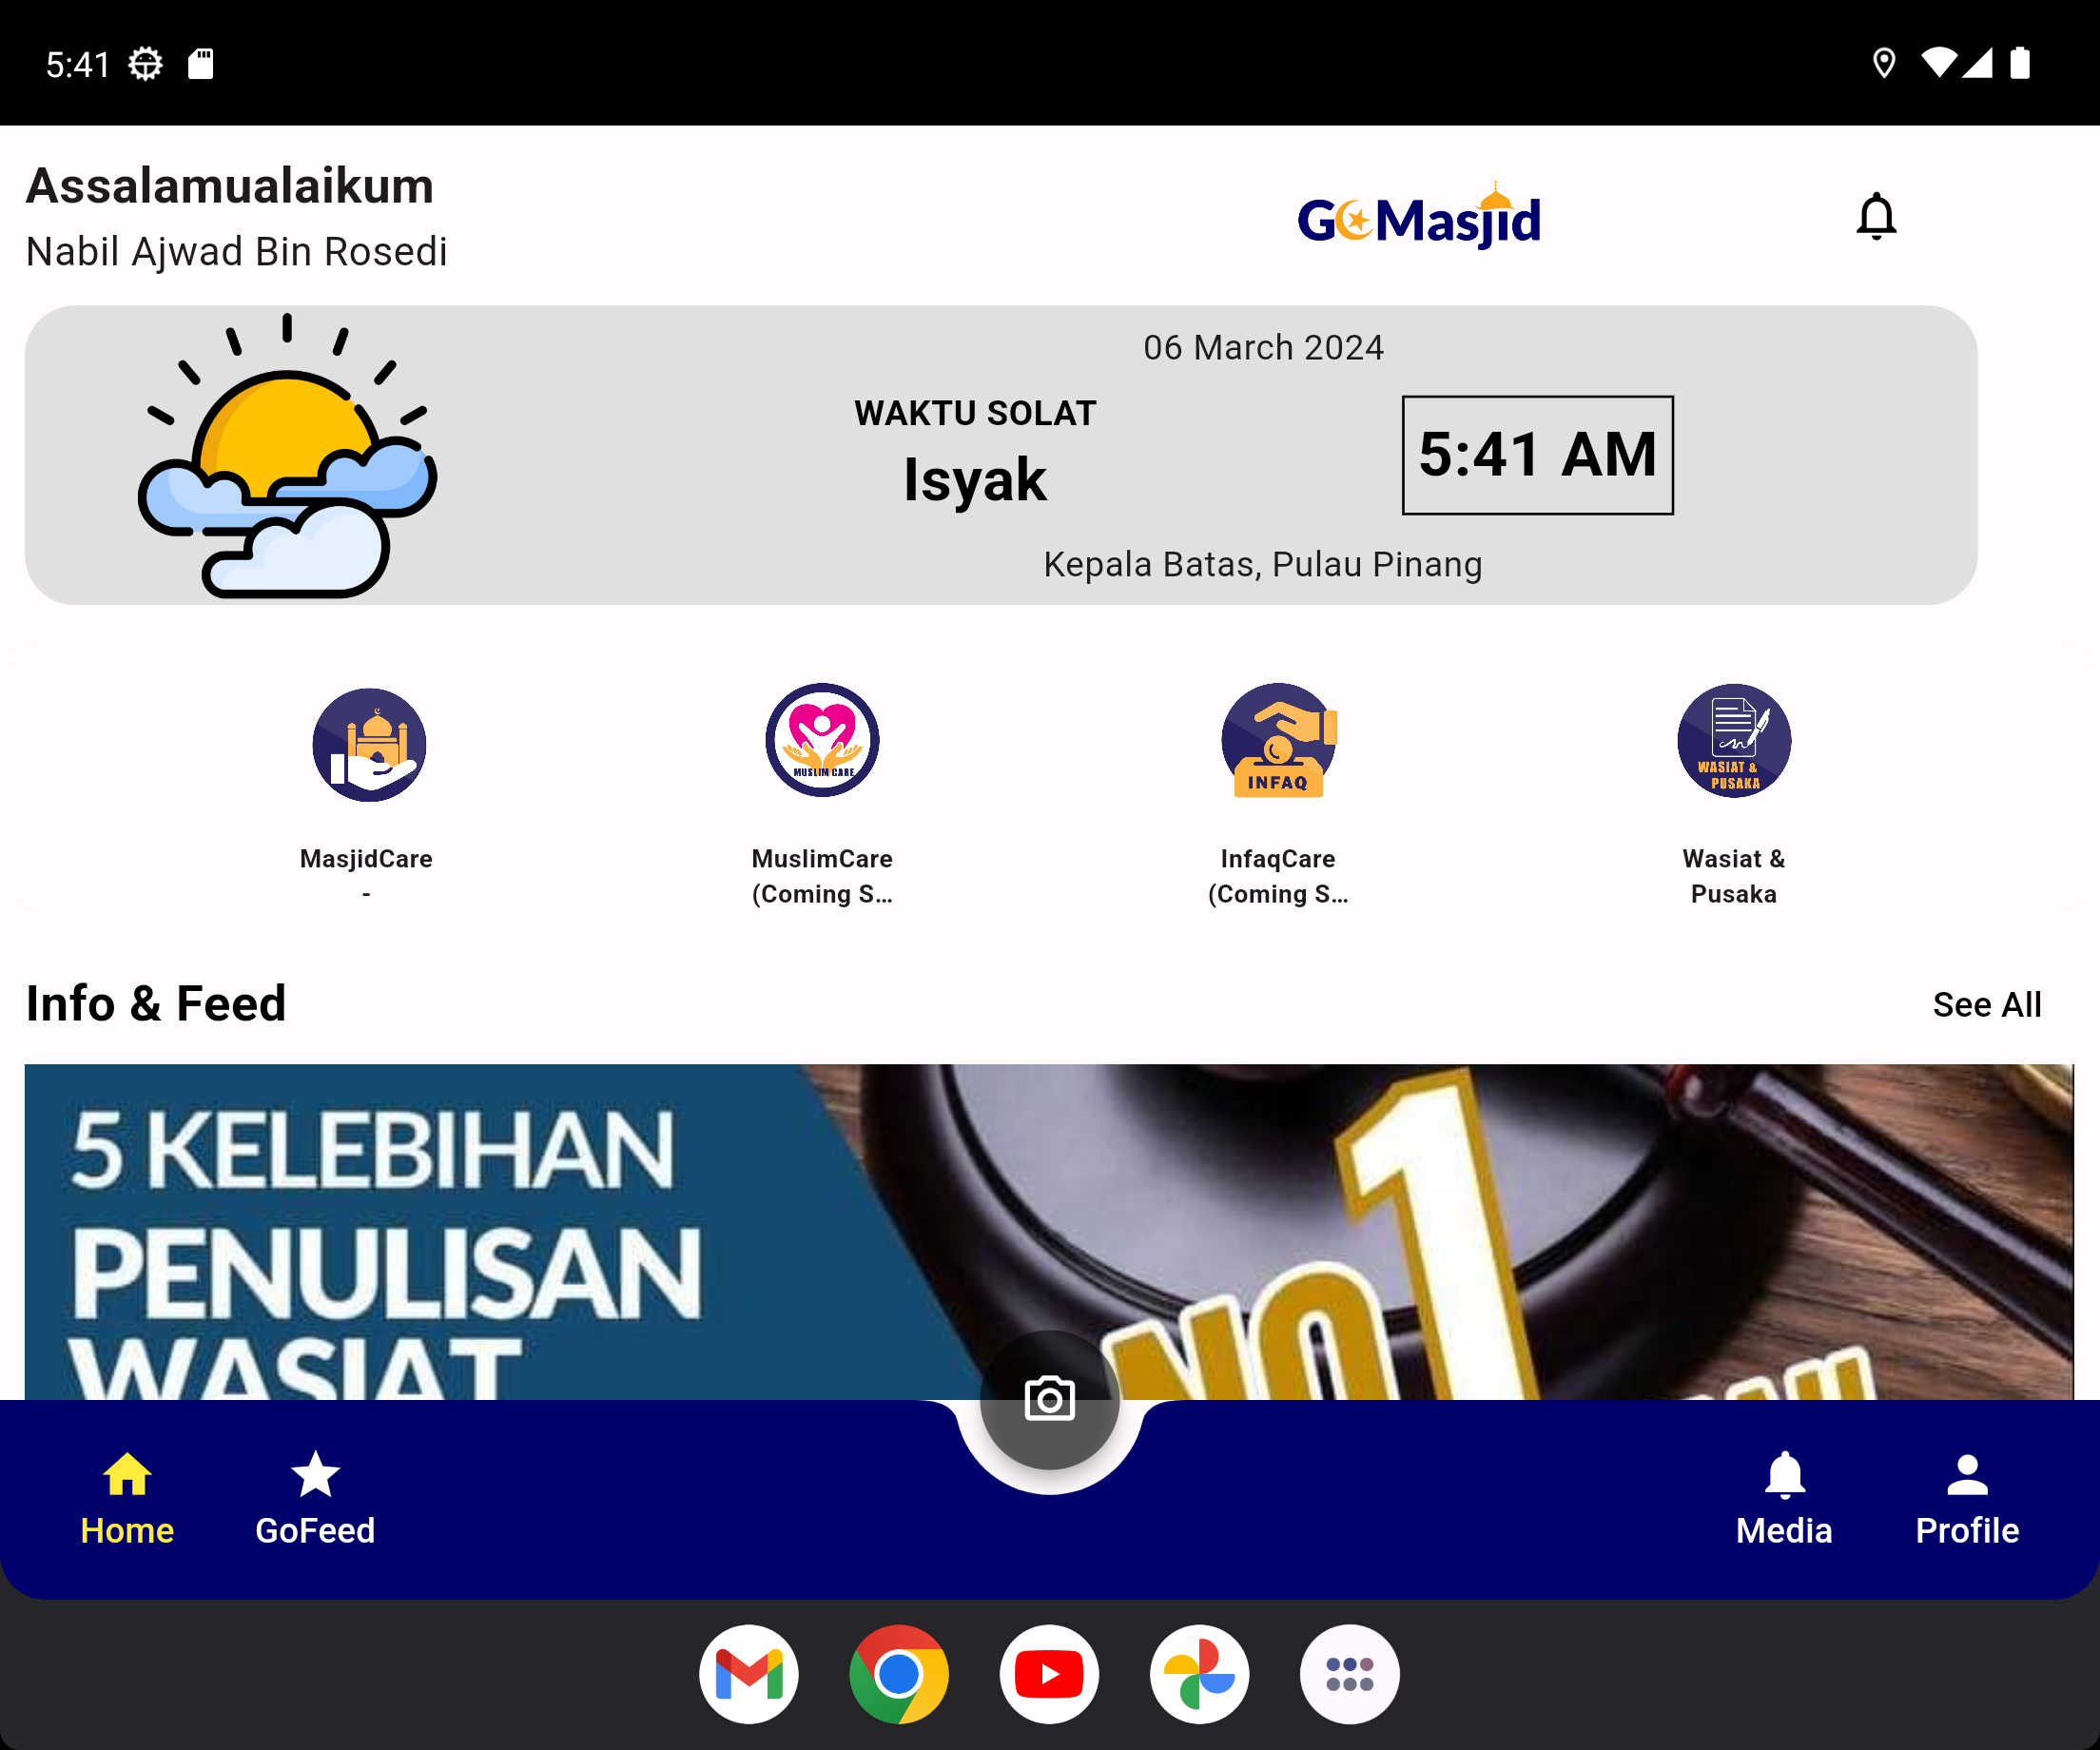 5:41
Assalamualaikum
Nabil Ajwad Bin Rosedi
GoMasjid
06 March 2024
WAKTU SOLAT
Isyak
5:41 AM
Kepala Batas, Pulau Pinang
MUSLIM CARE
INFAQ
WASIAT &
PUSAKA
MasjidCare
-
MuslimCare
(Coming S...
InfaqCare
(Coming S...
Wasiat &
Pusaka
Info & Feed
See All
5 KELEBIHAN
PENULISAN
WASIAT
NO 1
Home
GoFeed
Media
Profile